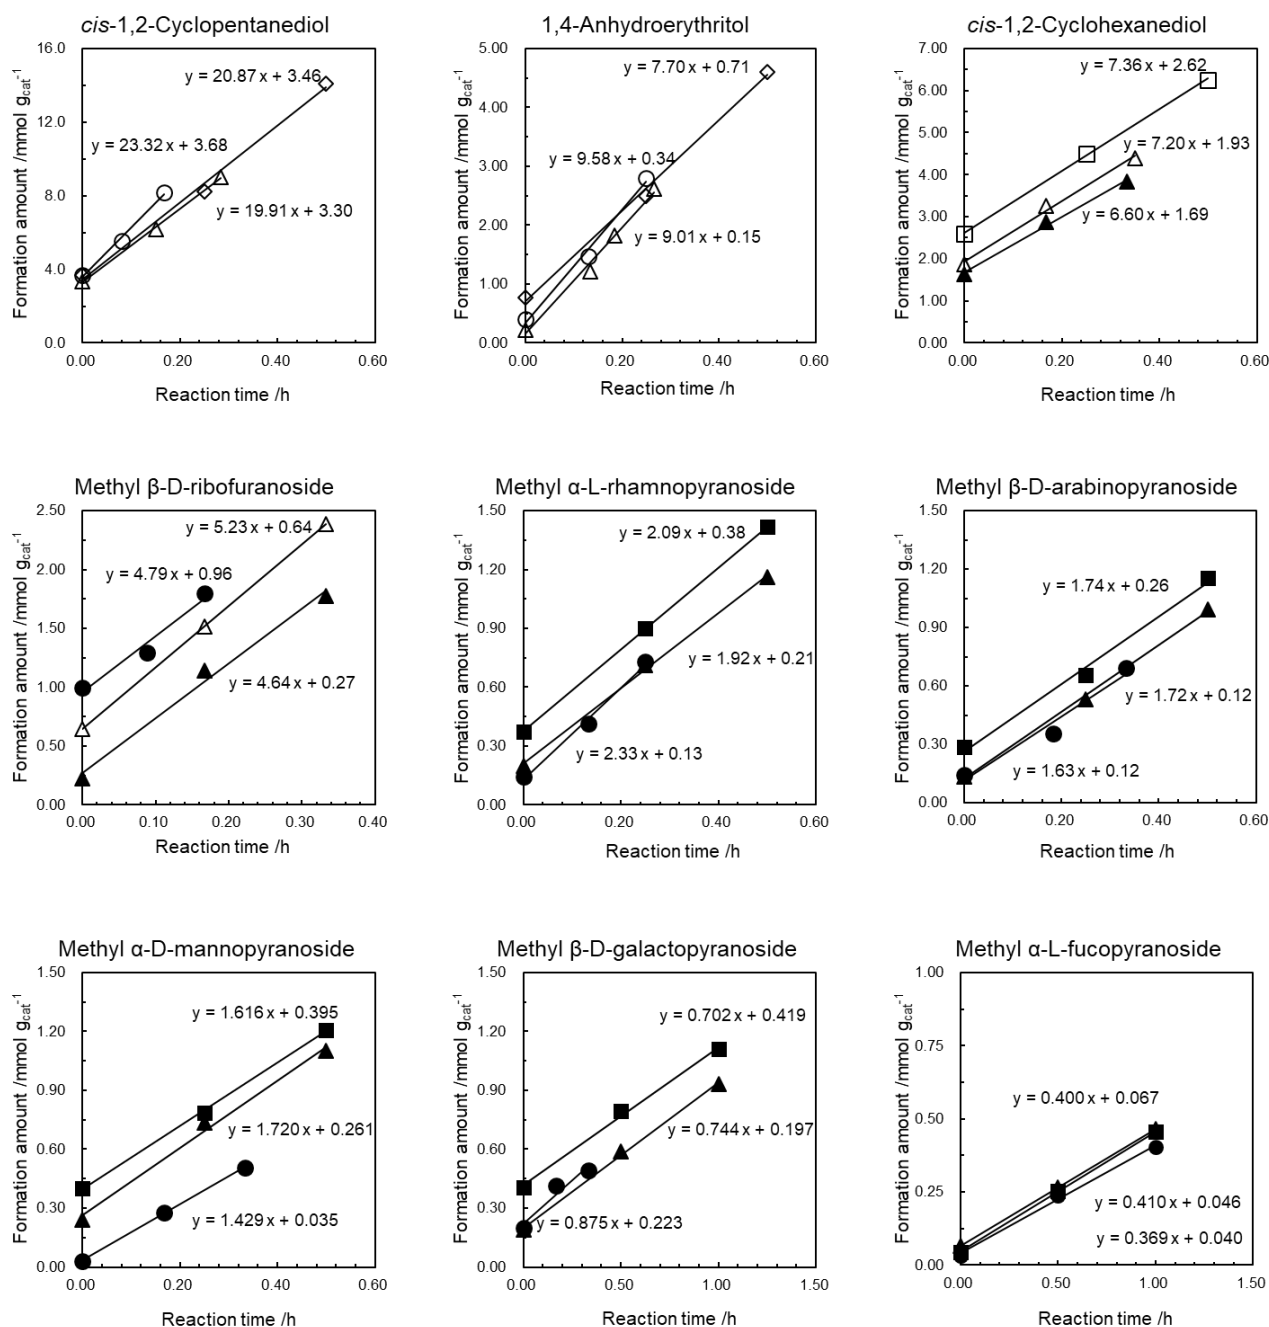 cis-1,2-Cyclopentanediol
Formation amount /mmol gcat-1
16.0
12.0
8.0
4.0
0.0
y = 20.87 x + 3.46
y = 23.32 x + 3.68
y = 19.91 x + 3.30
0.00 0.20 0.40 0.60
Reaction time /h
1,4-Anhydroerythritol
Formation amount /mmol gcat-1
5.00
4.00
3.00
2.00
1.00
0.00
y = 7.70 x + 0.71
y = 9.58 x + 0.34
y = 9.01 x + 0.15
0.00 0.20 0.40 0.60
Reaction time /h
cis-1,2-Cyclohexanediol
Formation amount /mmol gcat-1
7.00
6.00
5.00
4.00
3.00
2.00
1.00
0.00
y = 7.36 x + 2.62
y = 7.20 x + 1.93
y = 6.60 x + 1.69
0.00 0.20 0.40 0.60
Reaction time /h
Methyl β-D-ribofuranoside
Formation amount /mmol gcat-1
2.50
2.00
1.50
1.00
0.50
0.00
y = 5.23 x + 0.64
y = 4.79 x + 0.96
y = 4.64 x + 0.27
0.00 0.10 0.20 0.30 0.40
Reaction time /h
Methyl α-L-rhamnopyranoside
Formation amount /mmol gcat-1
1.50
1.20
0.90
0.60
0.30
0.00
y = 2.09 x + 0.38
y = 1.92 x + 0.21
y = 2.33 x + 0.13
0.00 0.20 0.40 0.60
Reaction time /h
Methyl β-D-arabinopyranoside
Formation amount /mmol gcat-1
1.50
1.20
0.90
0.60
0.30
0.00
y = 1.74 x + 0.26
y = 1.72 x + 0.12
y = 1.63 x + 0.12
0.00 0.20 0.40 0.60
Reaction time /h
Methyl α-D-mannopyranoside
Formation amount /mmol gcat-1
1.50
1.20
0.90
0.60
0.30
0.00
y = 1.616 x + 0.395
y = 1.720 x + 0.261
y = 1.429 x + 0.035
0.00 0.20 0.40 0.60
Reaction time /h
Methyl β-D-galactopyranoside
Formation amount /mmol gcat-1
1.50
1.20
0.90
0.60
0.30
0.00
y = 0.702 x + 0.419
y = 0.744 x + 0.197
y = 0.875 x + 0.223
0.00 0.50 1.00 1.50
Reaction time /h
Methyl α-L-fucopyranoside
Formation amount /mmol gcat-1
1.00
0.75
0.50
0.25
0.00
y = 0.400 x + 0.067
y = 0.410 x + 0.046
y = 0.369 x + 0.040
0.00 0.50 1.00 1.50
Reaction time /h